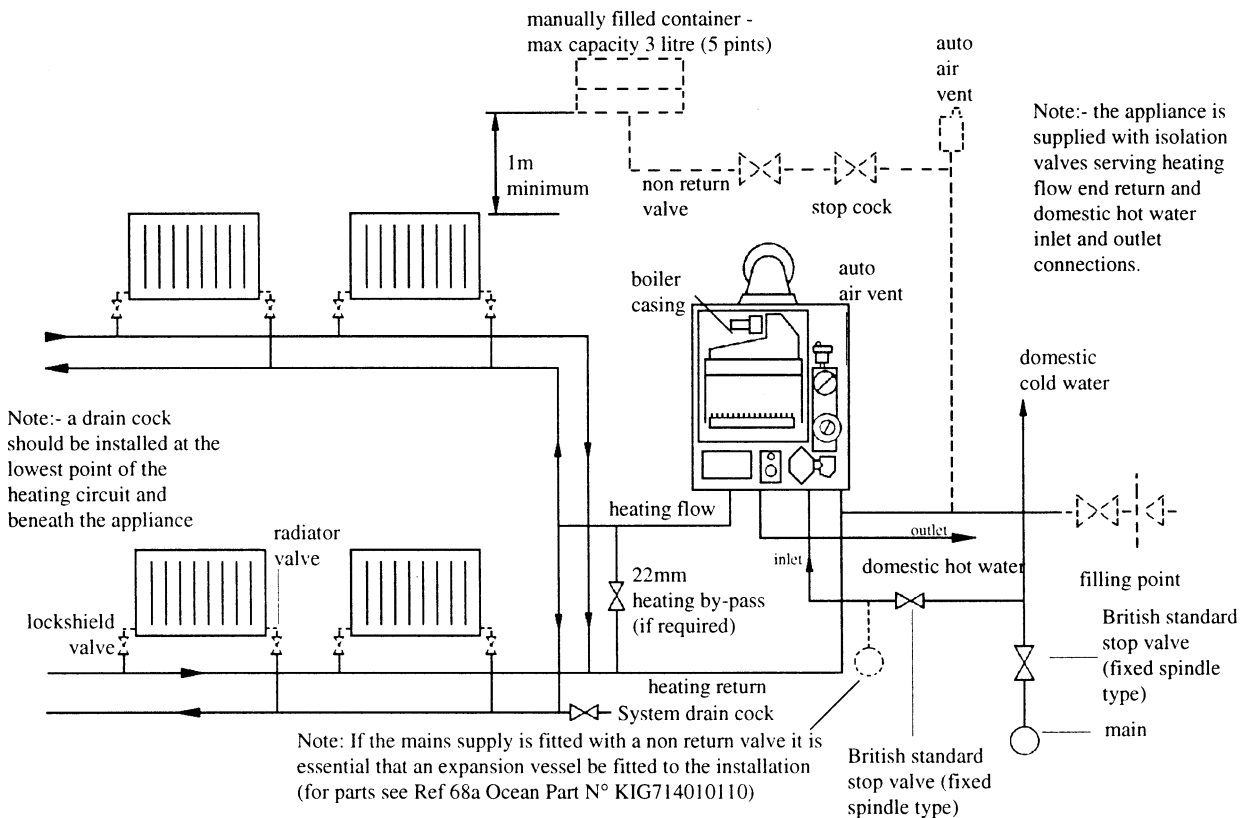 manually filled container -
max capacity 3 litre (5 pints)
auto
air
vent
Note:- the appliance is
supplied with isolation
valves serving heating
flow end return and
domestic hot water
inlet and outlet
connections.
1m
minimum
non return
valve
stop cock
boiler
casing
auto
air vent
domestic
cold water
Note:- a drain cock
should be installed at the
lowest point of the
heating circuit and
beneath the appliance
heating flow
outlet
inlet
radiator
valve
22mm
heating by-pass
(if required)
domestic hot water
filling point
lockshield
valve
British standard
stop valve
(fixed spindle
type)
heating return
System drain cock
main
Note: If the mains supply is fitted with a non return valve it is
essential that an expansion vessel be fitted to the installation
(for parts see Ref 68a Ocean Part N° KIG714010110)
British standard
stop valve (fixed
spindle type)